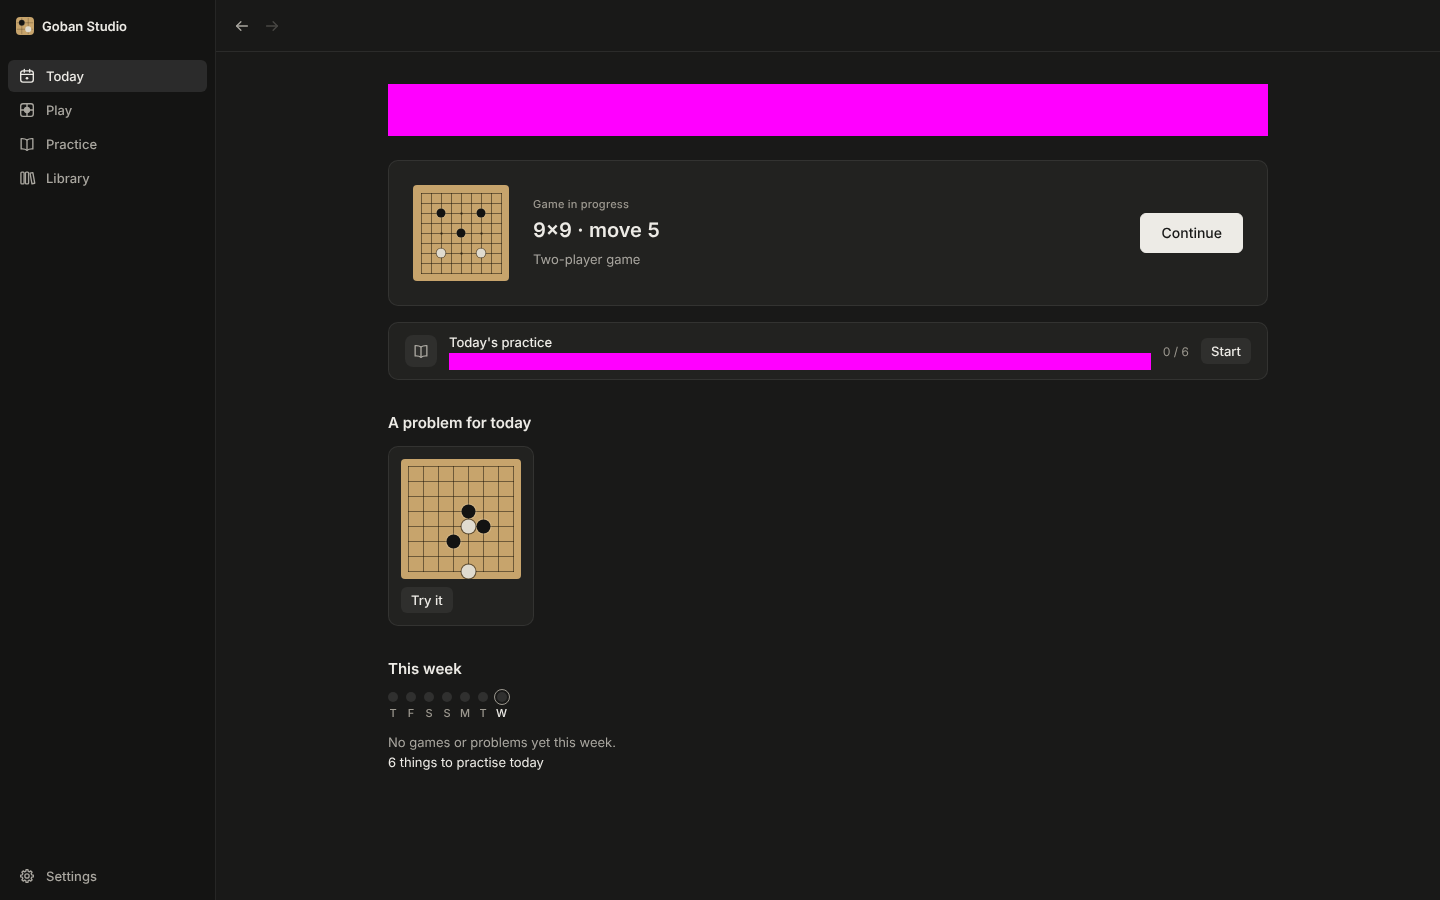 Goban Studio
Today
Play
Practice
Library
Game in progress
9×9 · move 5
Two-player game
Continue
Today's practice
0 / 6
Start
A problem for today
Try it
This week
T F S S M T W
No games or problems yet this week.
6 things to practise today
Settings